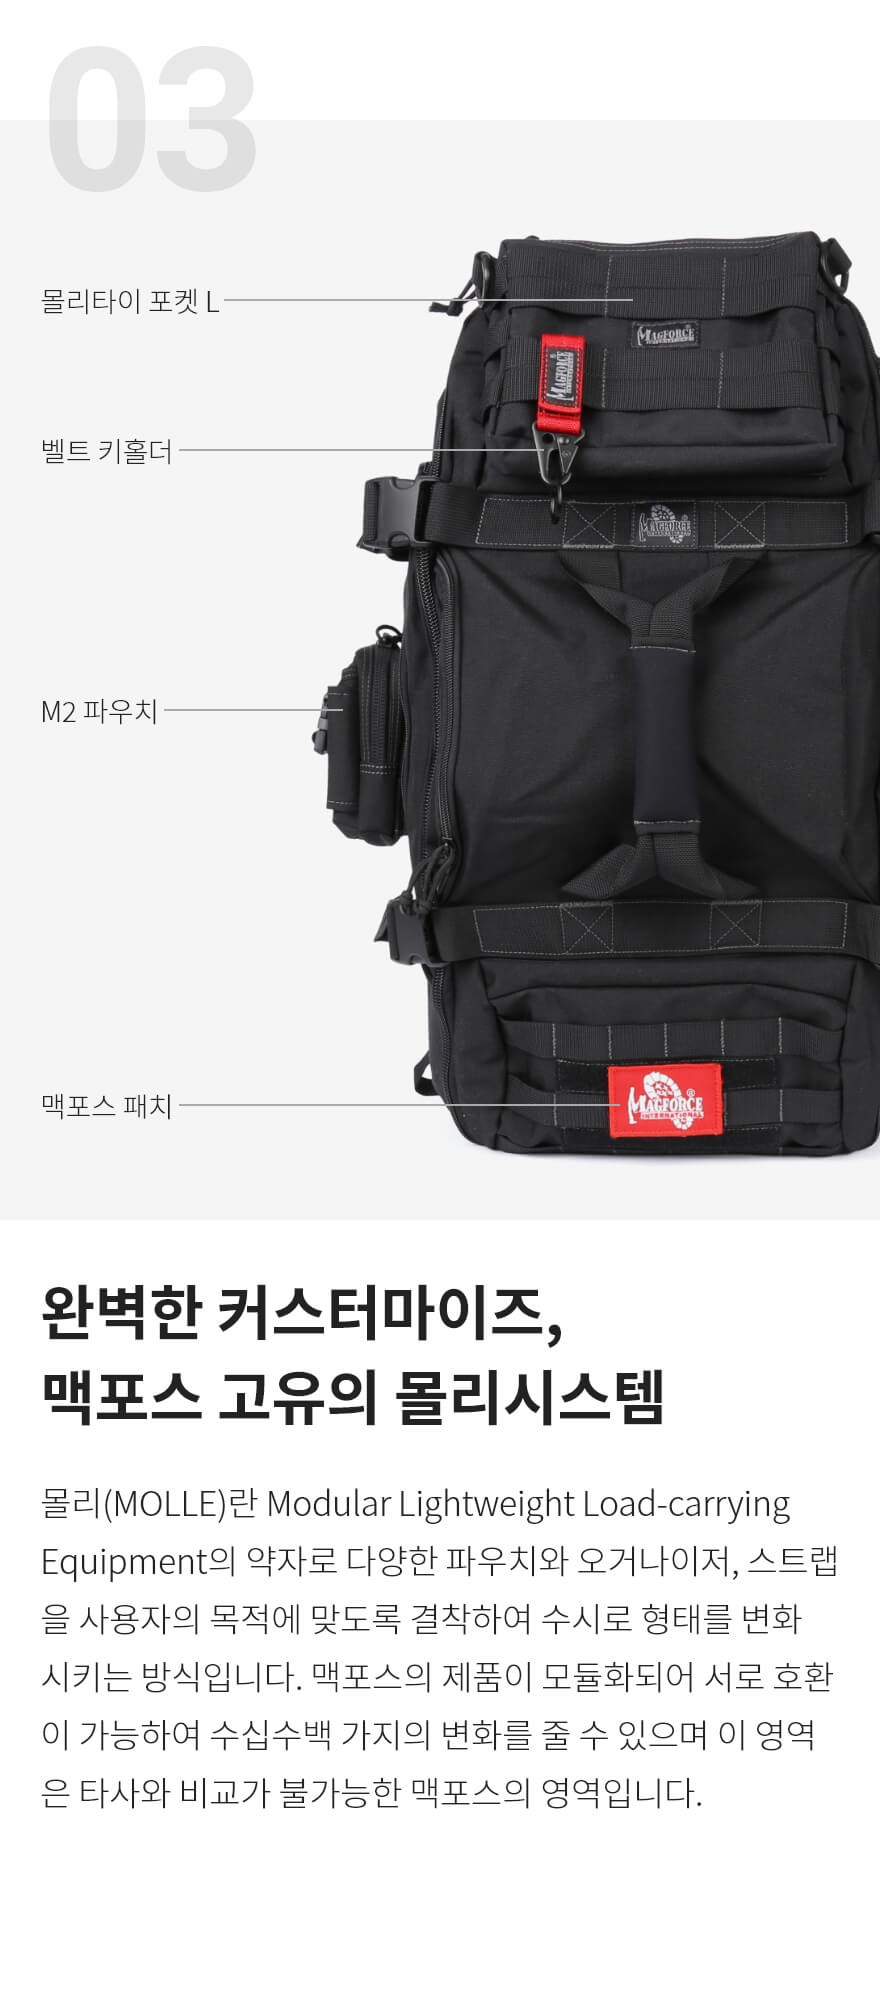 03
몰리타이 포켓 L
MAGFORCE
INTERNATIONAL
MAGFORCE
벨트 키홀더
MAGFORCE
INTERNATIONAL
M2 파우치
맥포스 패치
MAGFORCE
INTERNATIONAL
완벽한 커스터마이즈,
맥포스 고유의 몰리시스템
몰리(MOLLE)란 Modular Lightweight Load-carrying
Equipment의 약자로 다양한 파우치와 오거나이저, 스트랩
을 사용자의 목적에 맞도록 결착하여 수시로 형태를 변화
시키는 방식입니다. 맥포스의 제품이 모듈화되어 서로 호환
이 가능하여 수십수백 가지의 변화를 줄 수 있으며 이 영역
은 타사와 비교가 불가능한 맥포스의 영역입니다.